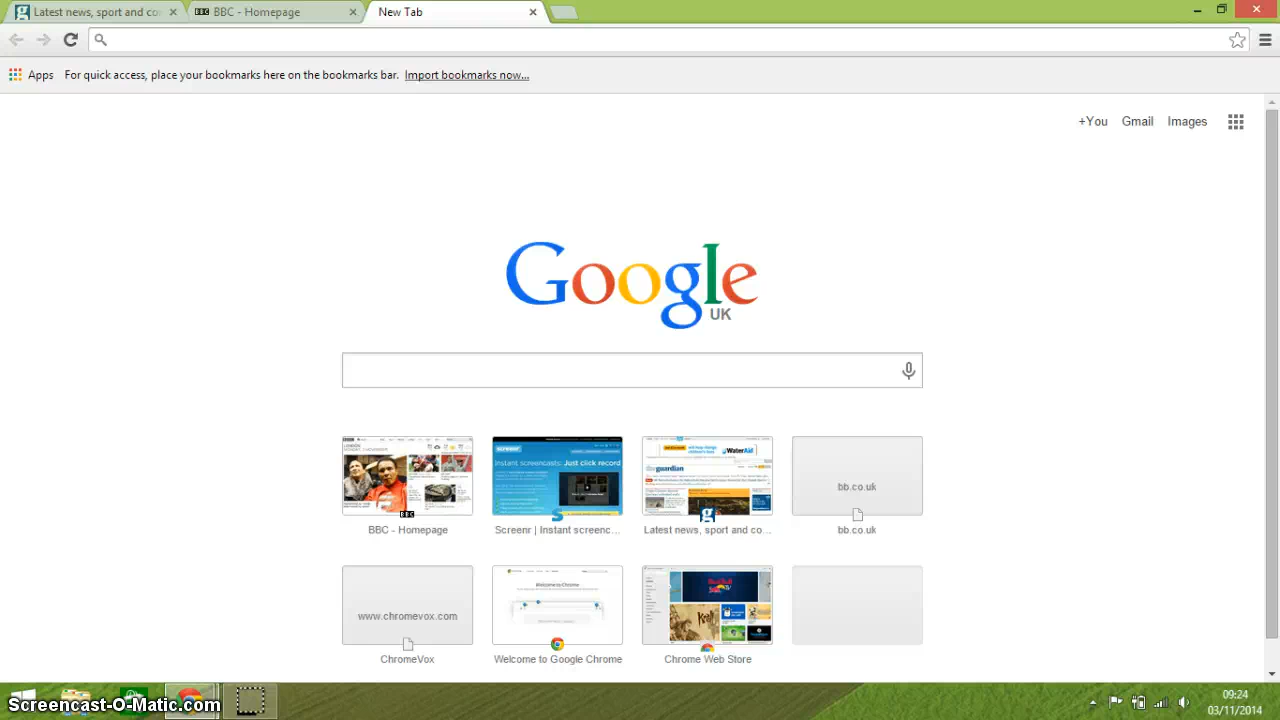 Latest news, sport and co
BBC - Homepage
New Tab
Apps For quick access, place your bookmarks here on the bookmarks bar. Import bookmarks now...
+You Gmail Images
Google
UK
WaterAid
screenr
Instant screencasts: Just click record
theguardian
bb.co.uk
BBC
BBC - Homepage
Screenr | Instant screenc...
Latest news, sport and co...
bb.co.uk
www.chromevox.com
Welcome to Chrome
ChromeVox
Welcome to Google Chrome
Chrome Web Store
Screencast-O-Matic.com
09:24
03/11/2014